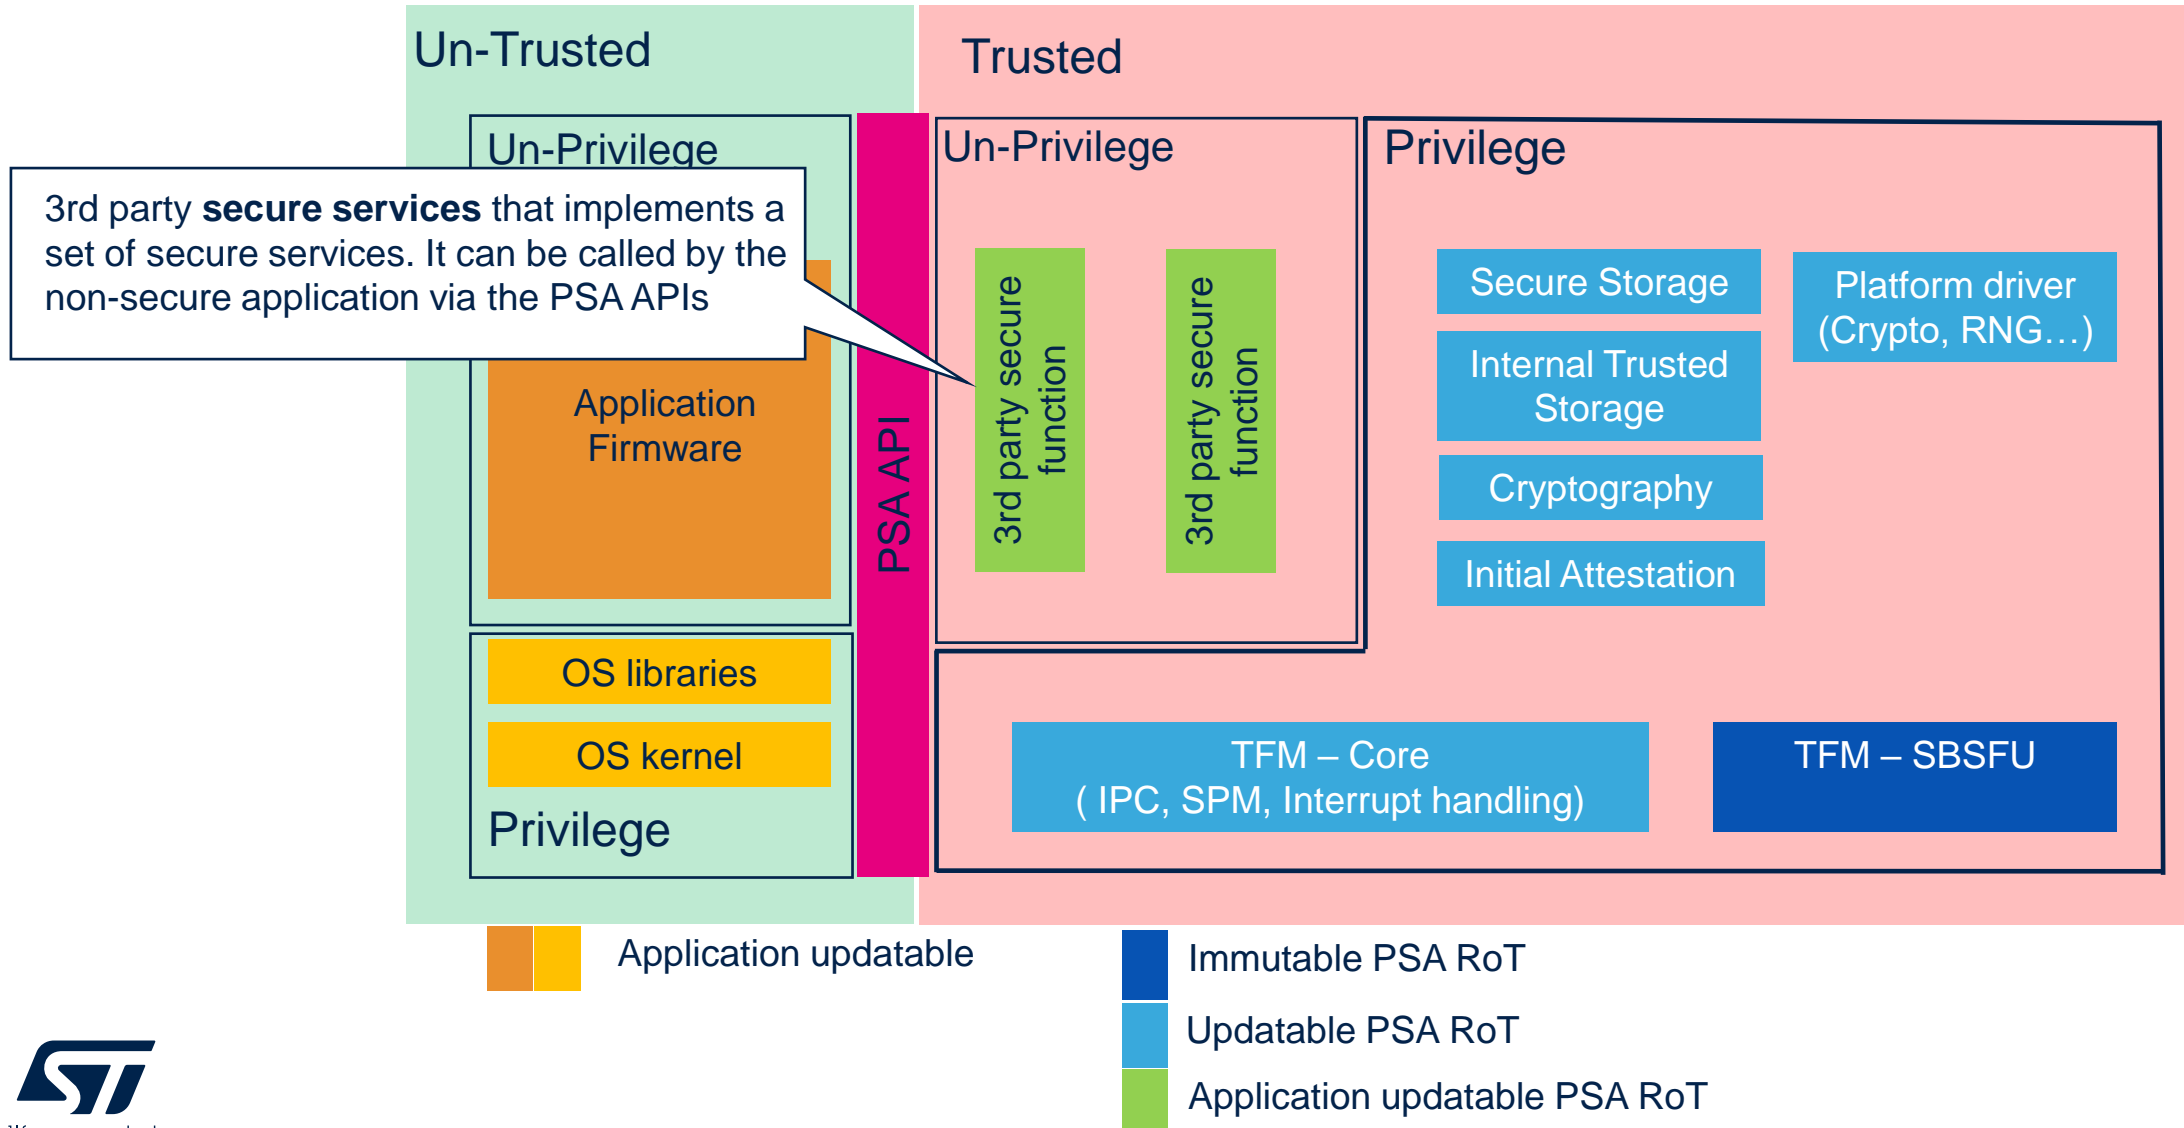 Un-Trusted
Trusted
Un-Privilege
Un-Privilege
Privilege
3rd party secure services that implements a
set of secure services. It can be called by the
non-secure application via the PSA APIs
Application
Firmware
PSA API
3rd party secure
function
3rd party secure
function
Secure Storage
Internal Trusted
Storage
Cryptography
Initial Attestation
Platform driver
(Crypto, RNG…)
OS libraries
OS kernel
Privilege
TFM – Core
( IPC, SPM, Interrupt handling)
TFM – SBSFU
Application updatable
Immutable PSA RoT
Updatable PSA RoT
Application updatable PSA RoT
ST